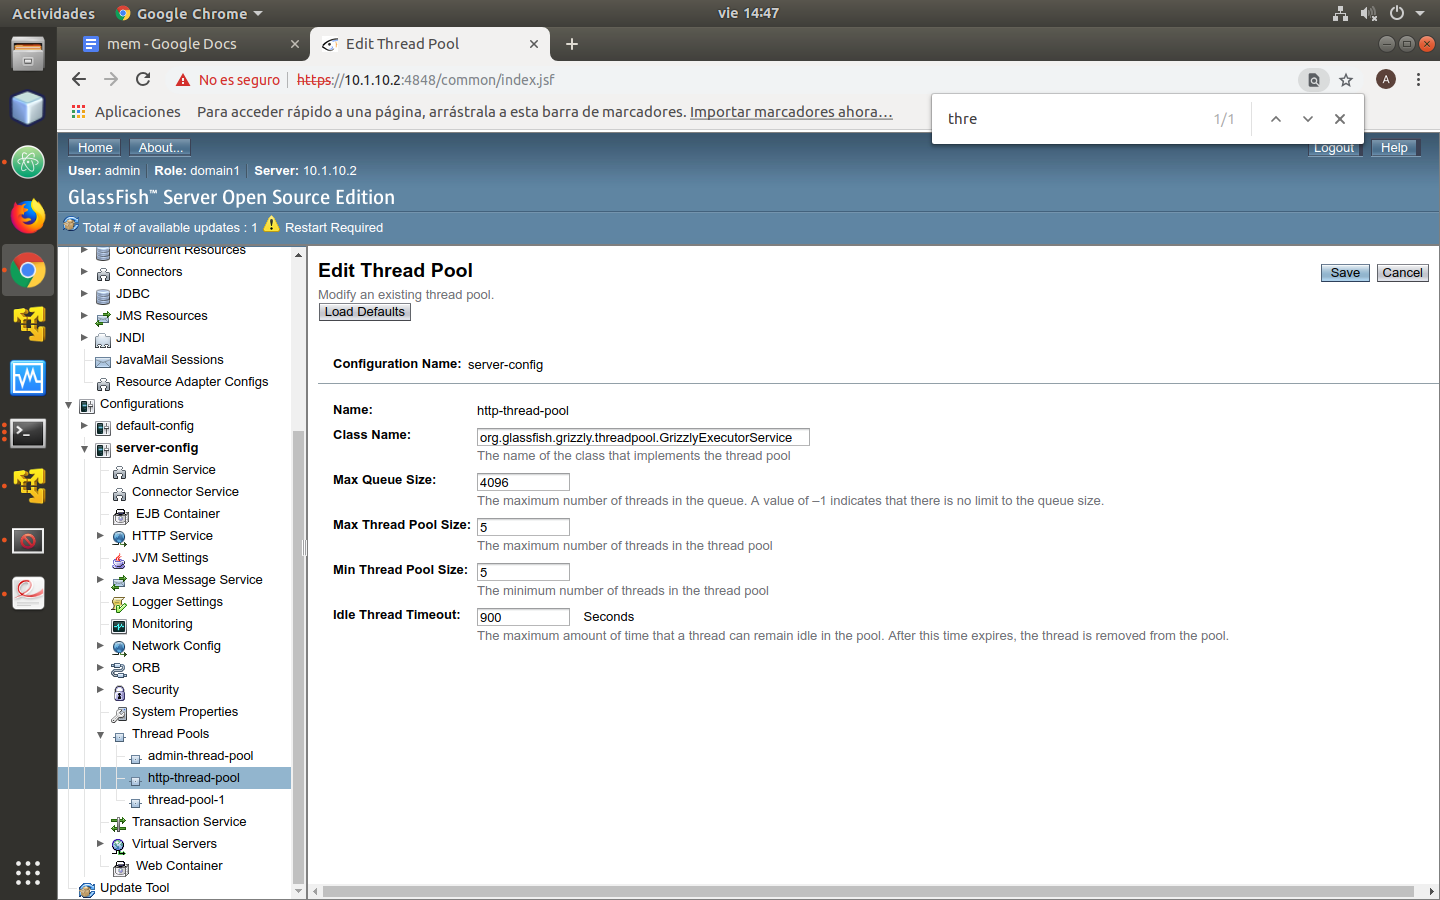 Actividades
Google Chrome
vie 14:47
mem - Google Docs
Edit Thread Pool
No es seguro
https://10.1.10.2:4848/common/index.jsf
A
Aplicaciones
Para acceder rápido a una página, arrástrala a esta barra de marcadores. Importar marcadores ahora...
thre
1/1
Home
About...
Logout
Help
User: admin
Role: domain1
Server: 10.1.10.2
GlassFish™ Server Open Source Edition
Total # of available updates : 1
Restart Required
Concurrent Resources
Connectors
JDBC
JMS Resources
JNDI
JavaMail Sessions
Resource Adapter Configs
Configurations
default-config
server-config
Admin Service
Connector Service
EJB Container
HTTP Service
JVM Settings
Java Message Service
Logger Settings
Monitoring
Network Config
ORB
Security
System Properties
Thread Pools
admin-thread-pool
http-thread-pool
thread-pool-1
Transaction Service
Virtual Servers
Web Container
Update Tool
Edit Thread Pool
Save
Cancel
Modify an existing thread pool.
Load Defaults
Configuration Name: server-config
Name: http-thread-pool
Class Name: org.glassfish.grizzly.threadpool.GrizzlyExecutorService
The name of the class that implements the thread pool
Max Queue Size: 4096
The maximum number of threads in the queue. A value of –1 indicates that there is no limit to the queue size.
Max Thread Pool Size: 5
The maximum number of threads in the thread pool
Min Thread Pool Size: 5
The minimum number of threads in the thread pool
Idle Thread Timeout: 900 Seconds
The maximum amount of time that a thread can remain idle in the pool. After this time expires, the thread is removed from the pool.